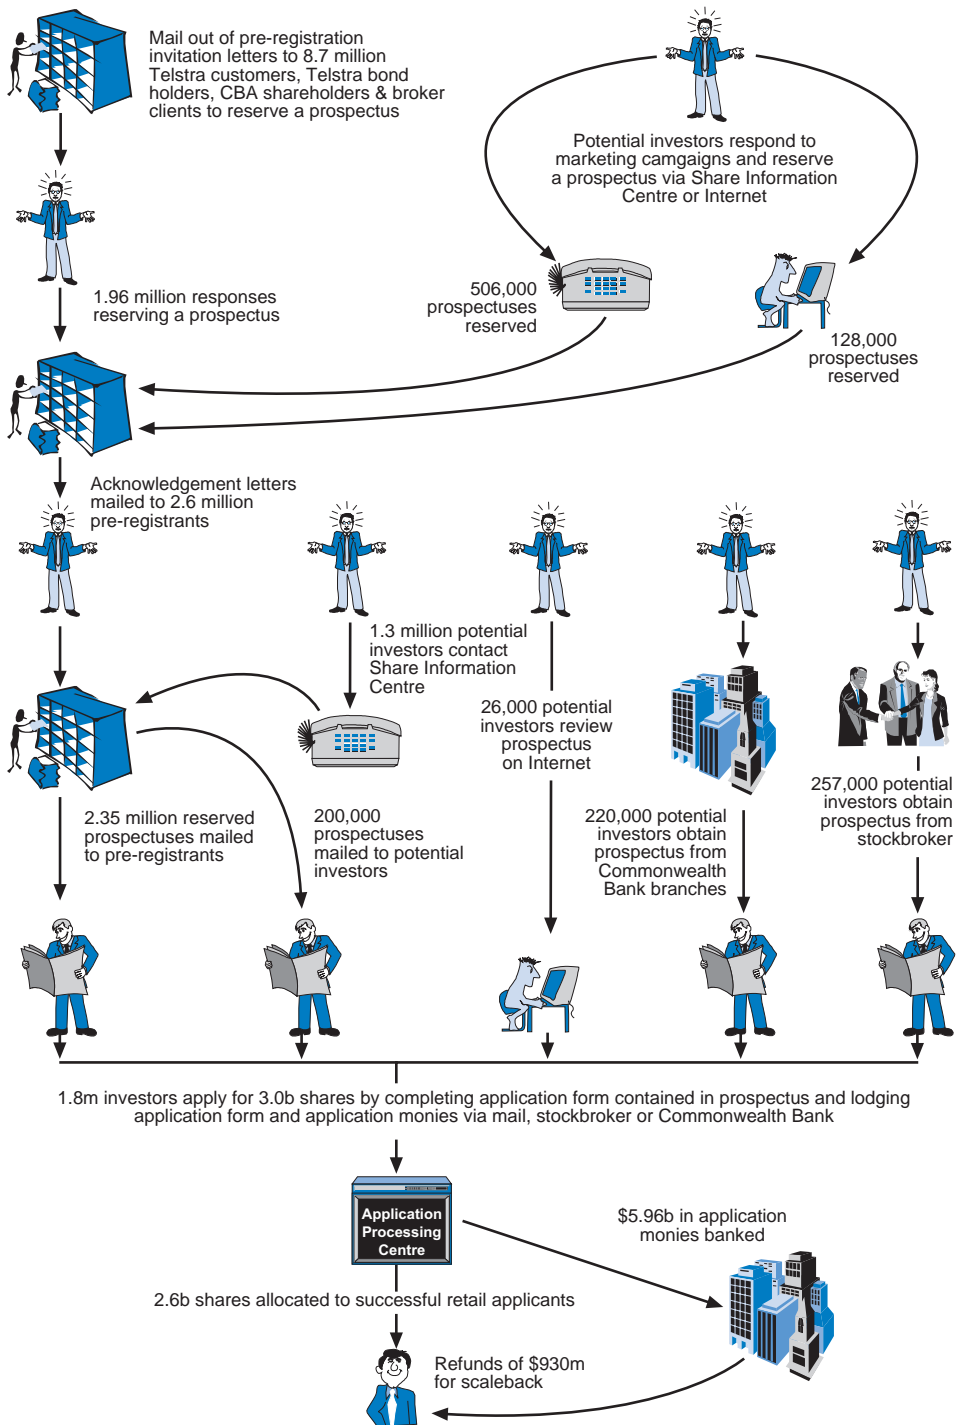 Mail out of pre-registration
invitation letters to 8.7 million
Telstra customers, Telstra bond
holders, CBA shareholders & broker
clients to reserve a prospectus
Potential investors respond to
marketing camgaigns and reserve
a prospectus via Share Information
Centre or Internet
1.96 million responses
reserving a prospectus
506,000
prospectuses
reserved
128,000
prospectuses
reserved
Acknowledgement letters
mailed to 2.6 million
pre-registrants
1.3 million potential
investors contact
Share Information
Centre
26,000 potential
investors review
prospectus
on Internet
220,000 potential
investors obtain
prospectus from
Commonwealth
Bank branches
257,000 potential
investors obtain
prospectus from
stockbroker
2.35 million reserved
prospectuses mailed
to pre-registrants
200,000
prospectuses
mailed to potential
investors
1.8m investors apply for 3.0b shares by completing application form contained in prospectus and lodging
application form and application monies via mail, stockbroker or Commonwealth Bank
Application
Processing
Centre
$5.96b in application
monies banked
2.6b shares allocated to successful retail applicants
Refunds of $930m
for scaleback